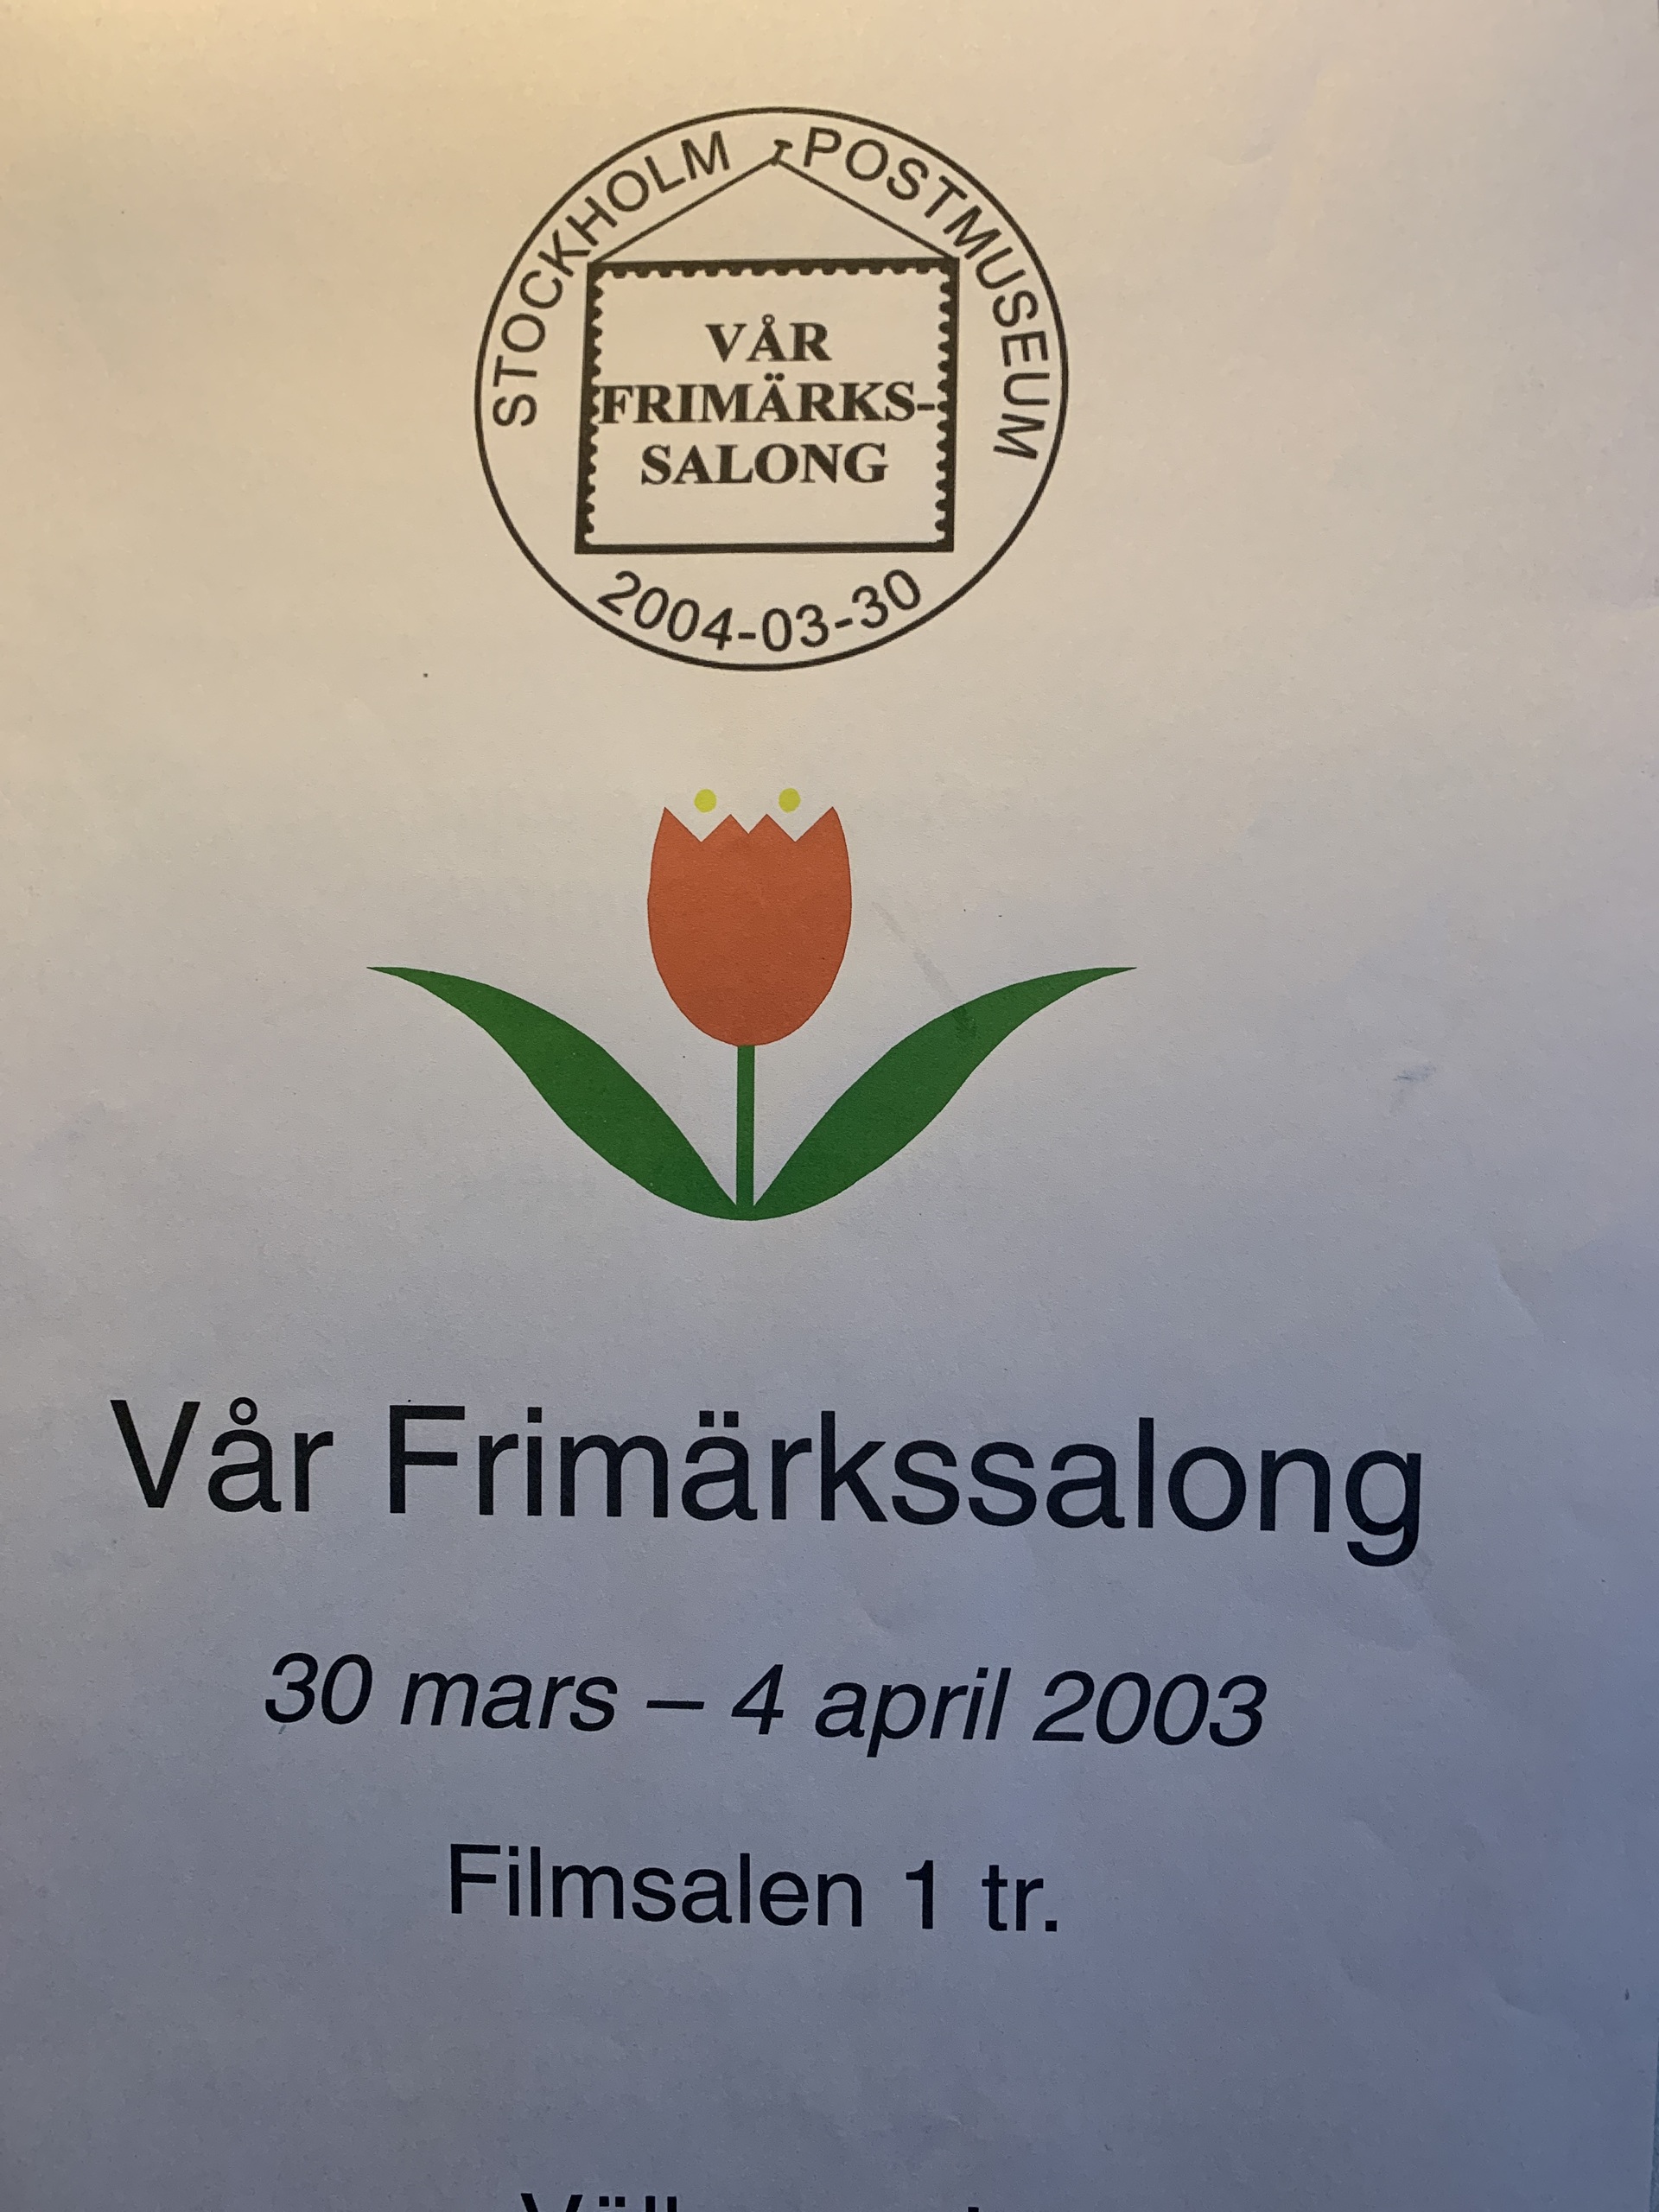 STOCKHOLM POSTMUSEUM
VÅR
FRIMÄRKS-
SALONG
2004-03-30
Vår Frimärkssalong
30 mars – 4 april 2003
Filmsalen 1 tr.